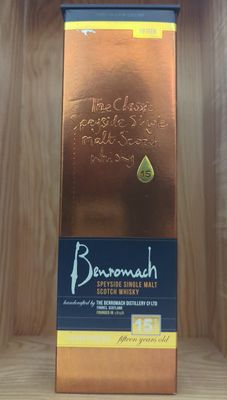 The Classic
Speyside Single
Malt Scotch
Whisky
15
Benromach
SPEYSIDE SINGLE MALT
SCOTCH WHISKY
handcrafted by THE BENROMACH DISTILLERY CO LTD
FORRES, SCOTLAND
FOUNDED IN 1898
15
fifteen years old